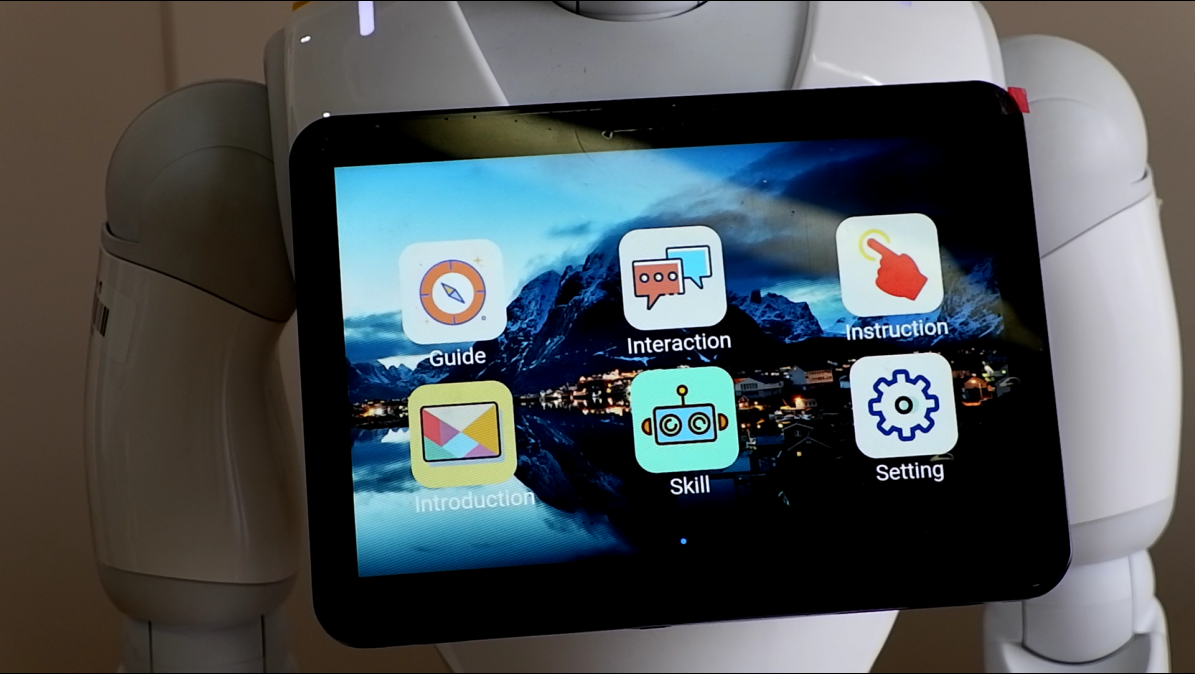 Guide
Interaction
Instruction
Introduction
Skill
Setting